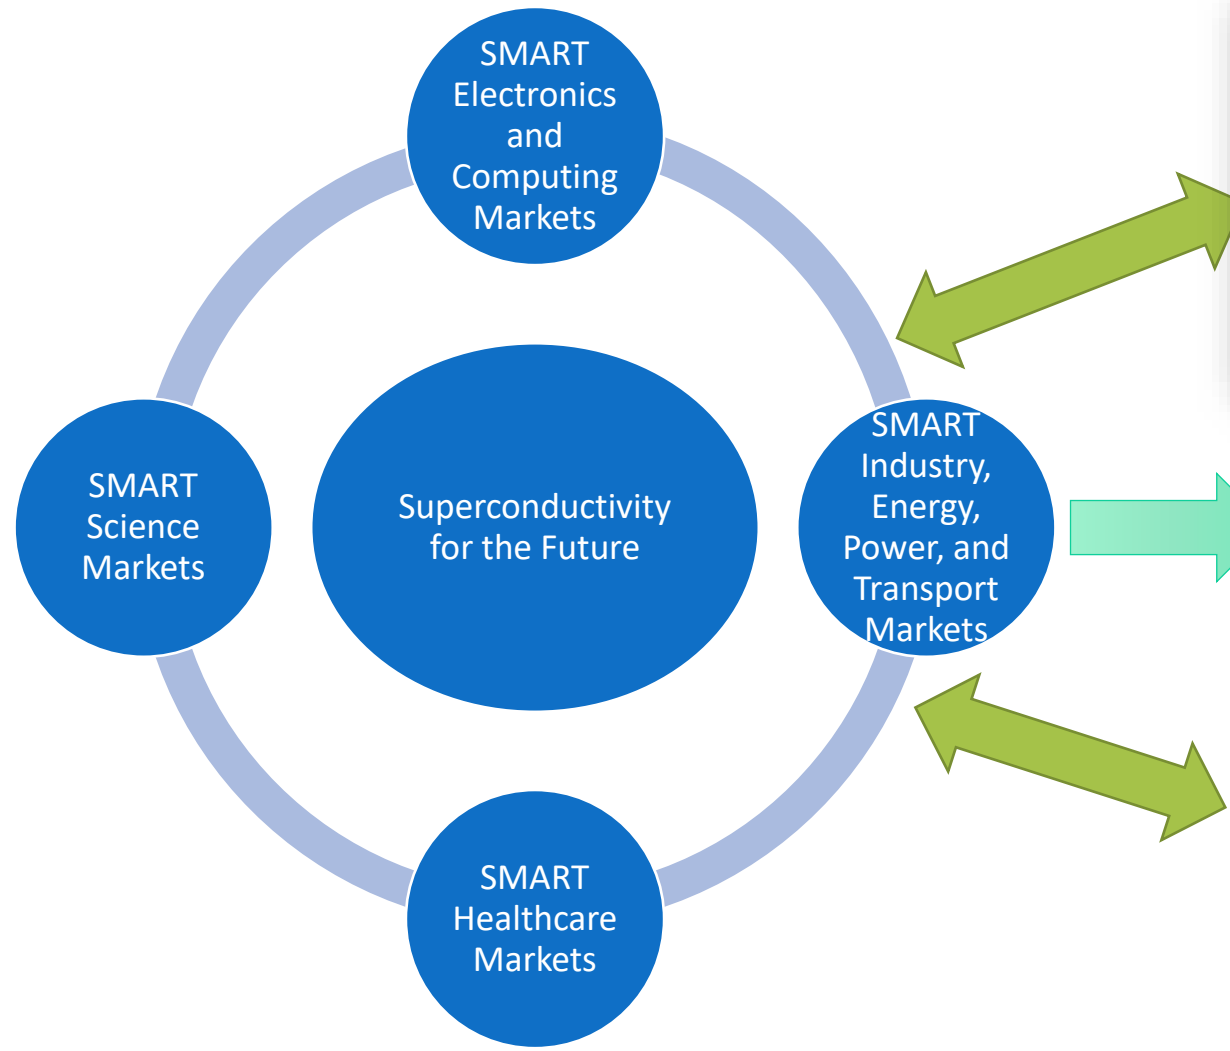 SMART
Electronics
and
Computing
Markets
SMART
Science
Markets
Superconductivity
for the Future
SMART
Industry,
Energy,
Power, and
Transport
Markets
SMART
Healthcare
Markets